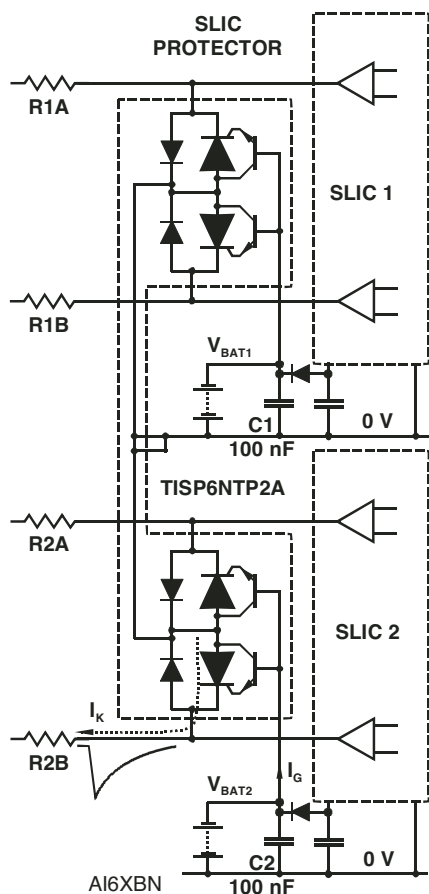 SLIC
PROTECTOR
R1A
SLIC 1
R1B
VBAT1
C1
0 V
100 nF
TISP6NTP2A
R2A
SLIC 2
IK
R2B
VBAT2
IG
C2
0 V
AI6XBN
100 nF